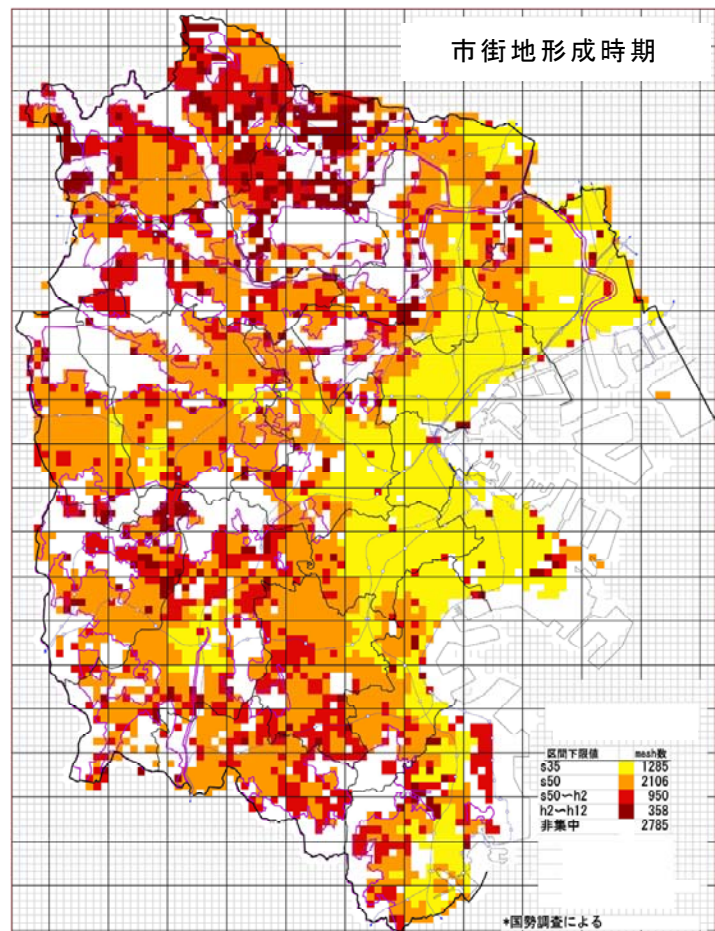 市街地形成時期
区間下限値 mesh数
s35 1285
s50 2106
s50〜h2 950
h2〜h12 358
非集中 2785
*国勢調査による